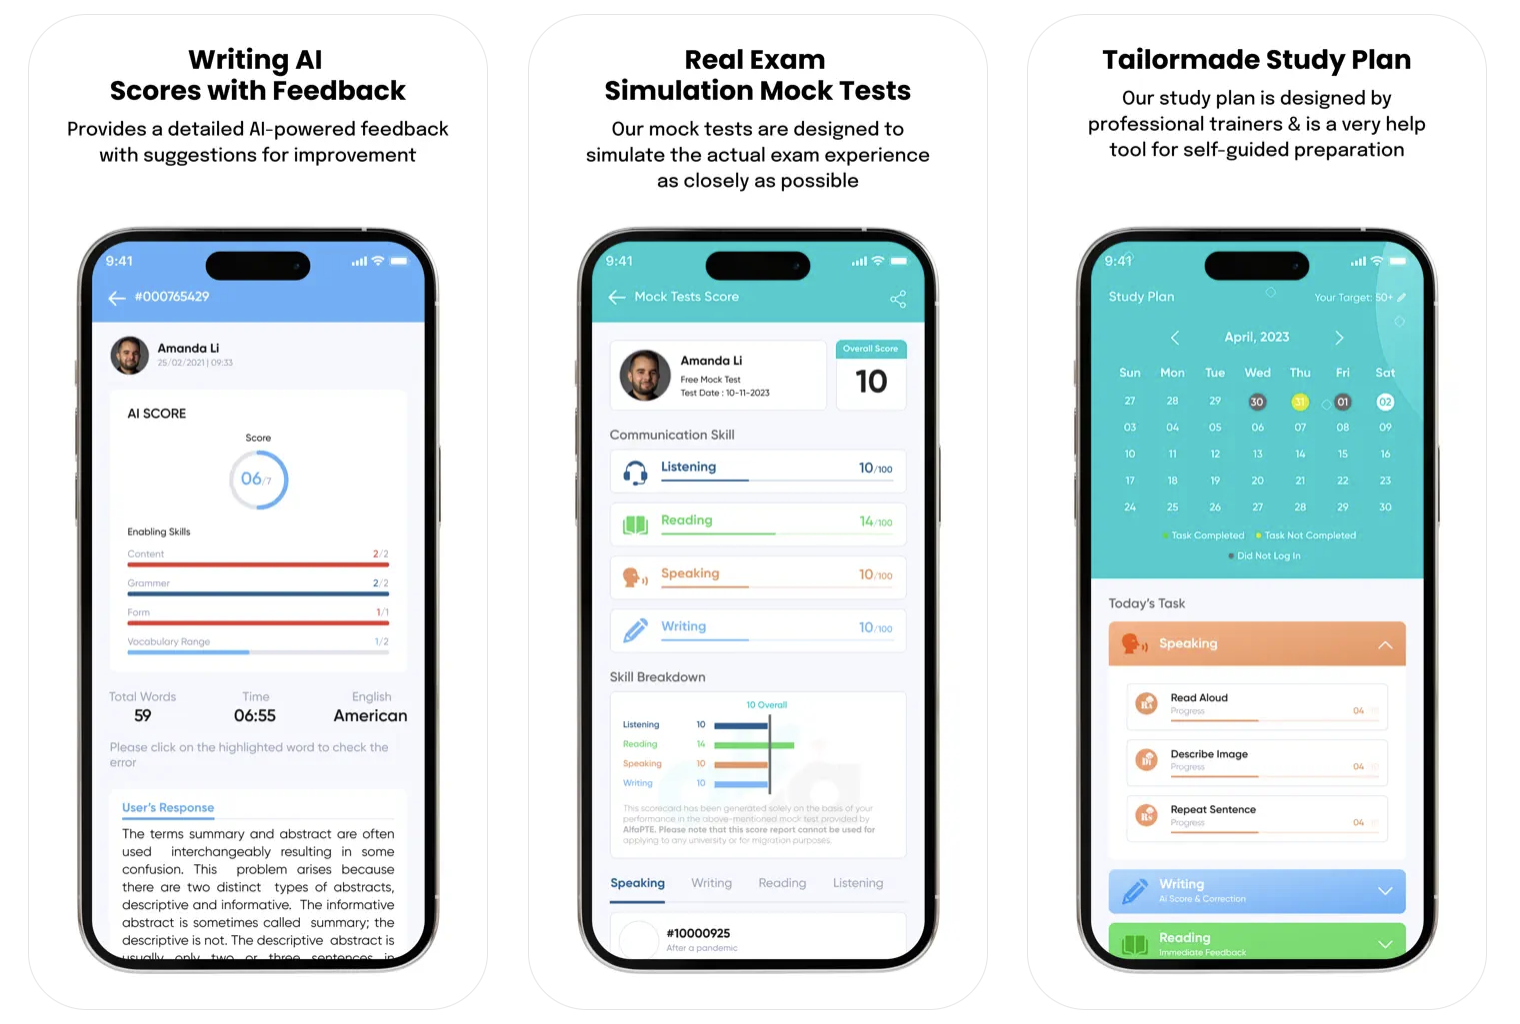 Writing AI
Scores with Feedback
Provides a detailed AI-powered feedback
with suggestions for improvement
9:41
#000765429
Amanda Li
25/02/2021 | 09:33
AI SCORE
Score
06/7
Enabling Skills
Content 2/2
Grammer 2/2
Form 1/1
Vocabulary Range 1/2
Total Words Time English
59 06:55 American
Please click on the highlighted word to check the
error
User's Response
The terms summary and abstract are often
used interchangeably resulting in some
confusion. This problem arises because
there are two distinct types of abstracts,
descriptive and informative. The informative
abstract is sometimes called summary; the
descriptive is not. The descriptive abstract is
usually only two or three sentences in
Real Exam
Simulation Mock Tests
Our mock tests are designed to
simulate the actual exam experience
as closely as possible
9:41
Mock Tests Score
Amanda Li
Free Mock Test
Test Date : 10-11-2023
Overall Score
10
Communication Skill
Listening 10/100
Reading 14/100
Speaking 10/100
Writing 10/100
Skill Breakdown
10 Overall
Listening 10
Reading 14
Speaking 10
Writing 10
This scorecard has been generated solely on the basis of your
performance in the above-mentioned mock test provided by
AlfaPTE. Please note that this score report cannot be used for
applying to any university or for migration purposes.
Speaking Writing Reading Listening
#10000925
After a pandemic
Tailormade Study Plan
Our study plan is designed by
professional trainers & is a very help
tool for self-guided preparation
9:41
Study Plan Your Target: 50+
April, 2023
Sun Mon Tue Wed Thu Fri Sat
27 28 29 30 31 01 02
03 04 05 06 07 08 09
10 11 12 13 14 15 16
17 18 19 20 21 22 23
24 25 26 27 28 29 30
Task Completed Task Not Completed
Did Not Log In
Today's Task
Speaking
Ra Read Aloud
Progress 04
Di Describe Image
Progress 04
Rs Repeat Sentence
Progress 04
Writing
Ai Score & Correction
Reading
Immediate Feedback